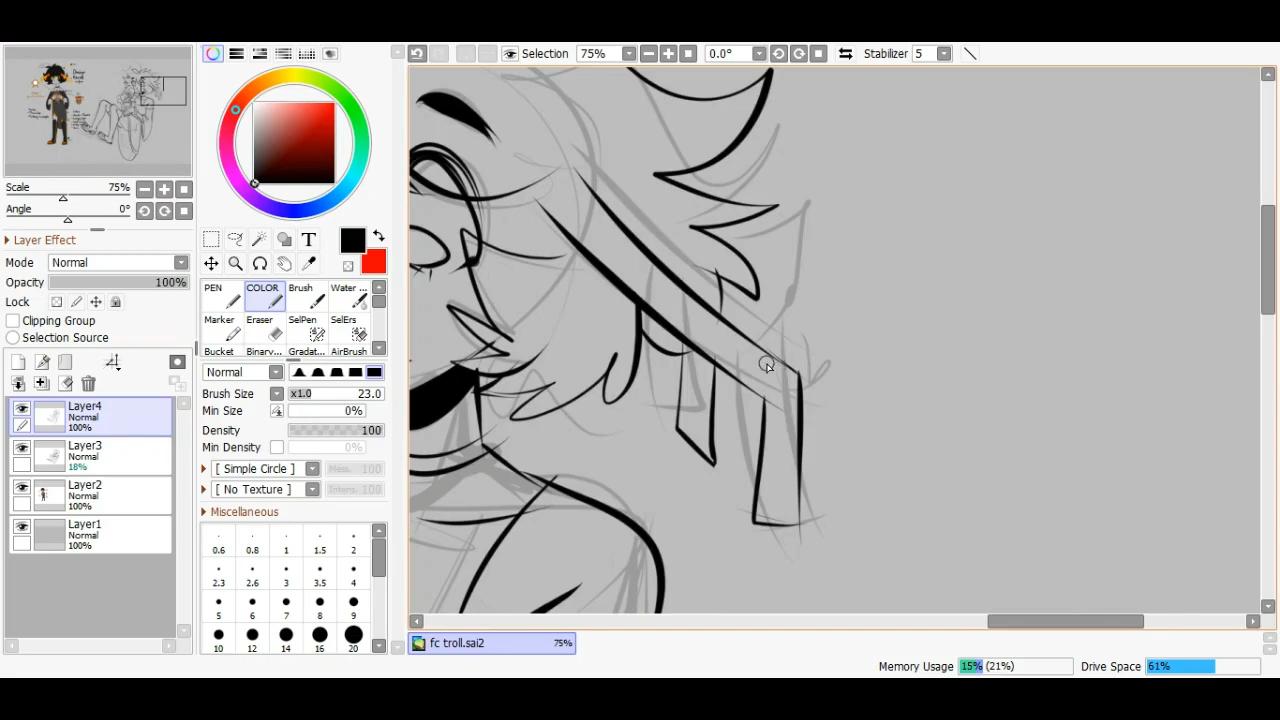 Selection 75% 0.0° Stabilizer 5
Scale 75%
Angle 0°
Layer Effect
Mode Normal
Opacity 100%
Lock
Clipping Group
Selection Source
Layer4
Normal
100%
Layer3
Normal
18%
Layer2
Normal
100%
Layer1
Normal
100%
T
PEN COLOR Brush Water ...
Marker Eraser SelPen SelErs
Bucket Binary... Gradat... AirBrush
Normal
Brush Size x1.0 23.0
Min Size 0%
Density 100
Min Density 0%
[ Simple Circle ] 100
[ No Texture ] 100
Miscellaneous
0.6 0.8 1 1.5 2
2.3 2.6 3 3.5 4
5 6 7 8 9
10 12 14 16 20
fc troll.sai2 75%
Memory Usage 15% (21%) Drive Space 61%